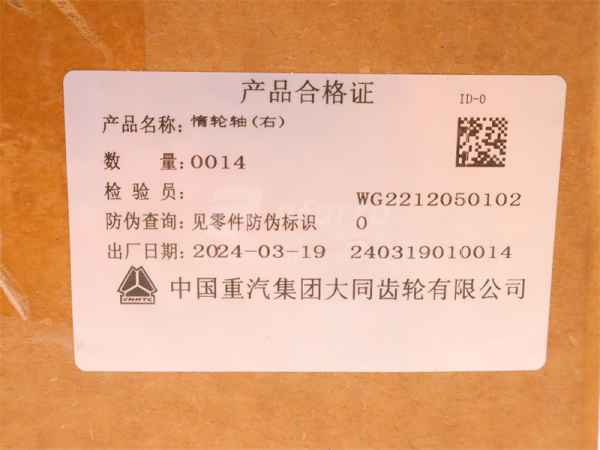 产品合格证
ID-0
产品名称: 惰轮轴(右)
数 量: 0014
检 验 员:
WG2212050102
防伪查询: 见零件防伪标识 0
出厂日期: 2024-03-19 240319010014
CNHTC
中国重汽集团大同齿轮有限公司